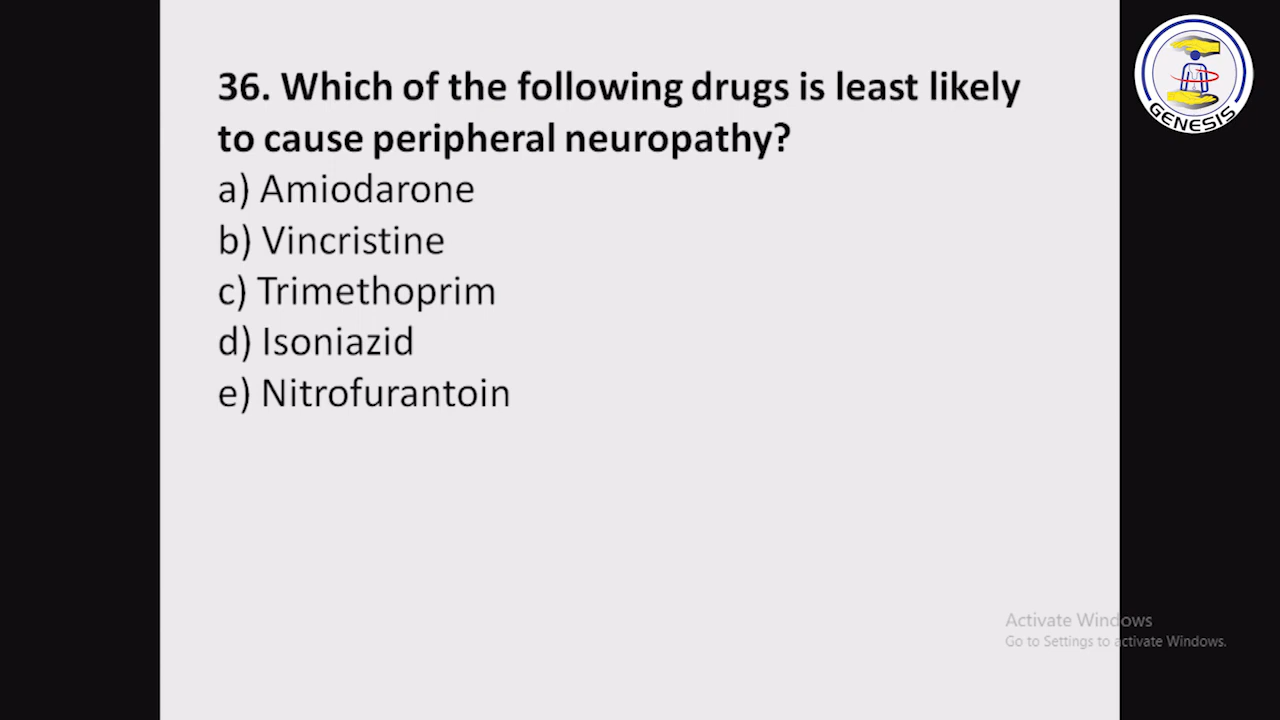 36. Which of the following drugs is least likely
to cause peripheral neuropathy?
a) Amiodarone
b) Vincristine
c) Trimethoprim
d) Isoniazid
e) Nitrofurantoin
GENESIS
Activate Windows
Go to Settings to activate Windows.